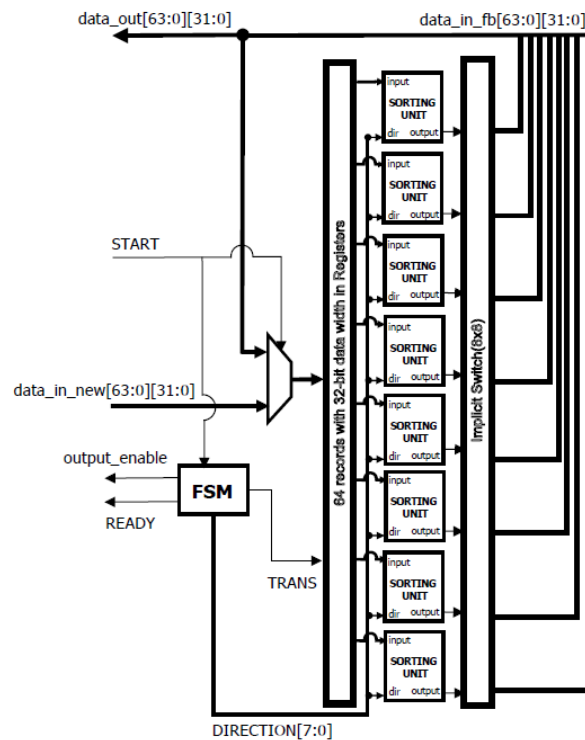 data_out[63:0][31:0]
data_in_fb[63:0][31:0]
input
SORTING
UNIT
dir output
input
SORTING
UNIT
dir output
START
input
SORTING
UNIT
dir output
input
SORTING
UNIT
dir output
data_in_new[63:0][31:0]
input
SORTING
UNIT
dir output
output_enable
FSM
READY
TRANS
input
SORTING
UNIT
dir output
input
SORTING
UNIT
dir output
input
SORTING
UNIT
dir output
64 records with 32-bit data width in Registors
Implicit Switch(8x8)
DIRECTION[7:0]